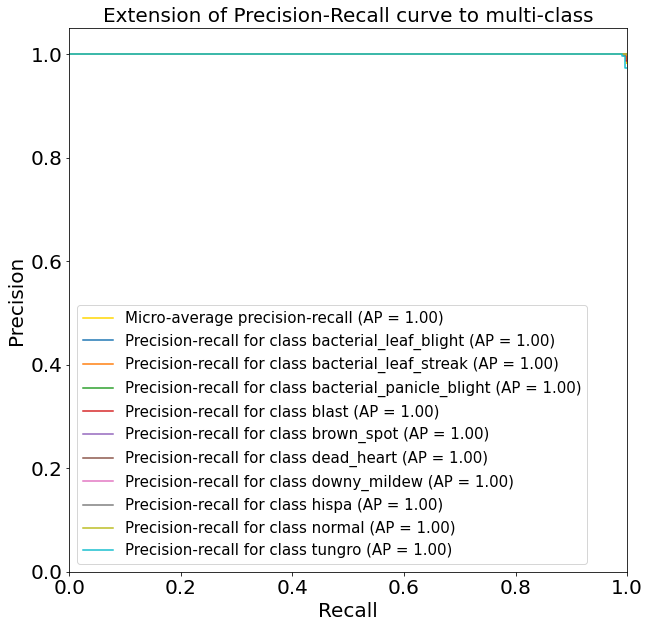 Extension of Precision-Recall curve to multi-class
1.0
0.8
0.6
0.4
0.2
0.0
Precision
Micro-average precision-recall (AP = 1.00)
Precision-recall for class bacterial_leaf_blight (AP = 1.00)
Precision-recall for class bacterial_leaf_streak (AP = 1.00)
Precision-recall for class bacterial_panicle_blight (AP = 1.00)
Precision-recall for class blast (AP = 1.00)
Precision-recall for class brown_spot (AP = 1.00)
Precision-recall for class dead_heart (AP = 1.00)
Precision-recall for class downy_mildew (AP = 1.00)
Precision-recall for class hispa (AP = 1.00)
Precision-recall for class normal (AP = 1.00)
Precision-recall for class tungro (AP = 1.00)
0.0 0.2 0.4 0.6 0.8 1.0
Recall